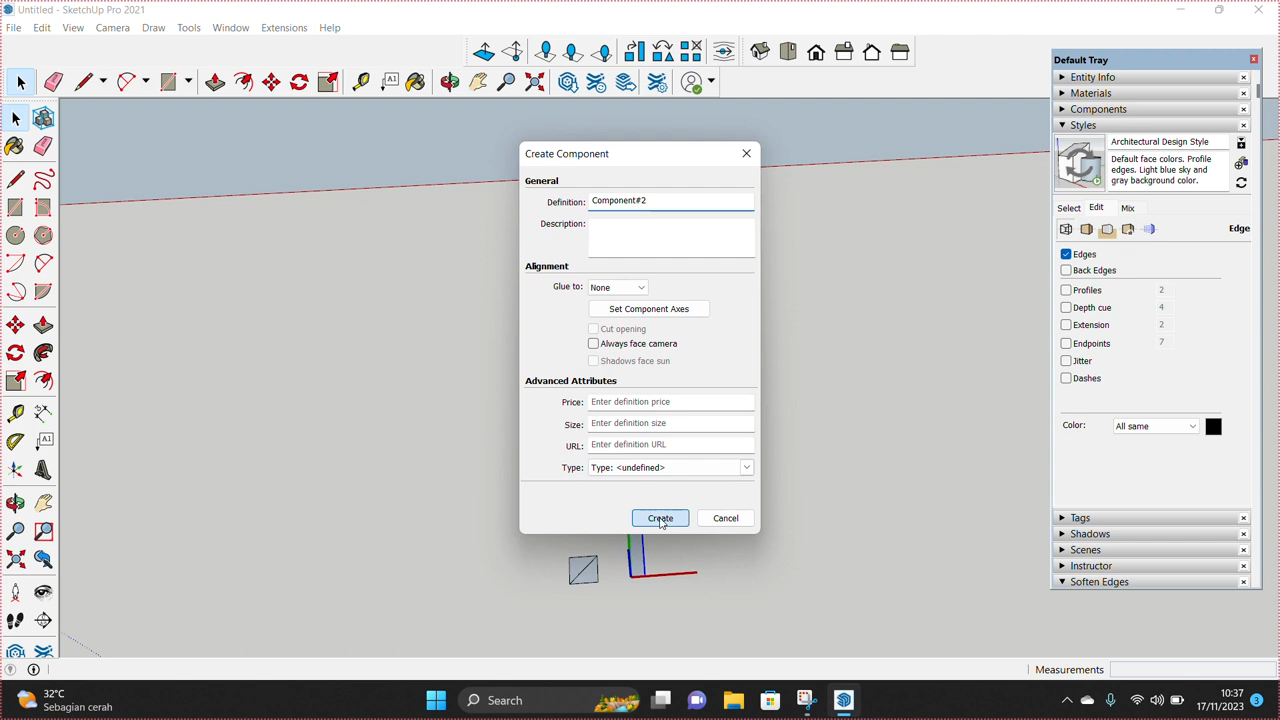 Untitled - SketchUp Pro 2021
File Edit View Camera Draw Tools Window Extensions Help
A1
Default Tray
Entity Info
Materials
Components
Styles
Architectural Design Style
Default face colors. Profile
edges. Light blue sky and
gray background color.
Select Edit Mix
Edge
Edges
Back Edges
Profiles 2
Depth cue 4
Extension 2
Endpoints 7
Jitter
Dashes
Color: All same
Tags
Shadows
Scenes
Instructor
Soften Edges
Create Component
General
Definition: Component#2
Description:
Alignment
Glue to: None
Set Component Axes
Cut opening
Always face camera
Shadows face sun
Advanced Attributes
Price: Enter definition price
Size: Enter definition size
URL: Enter definition URL
Type: Type: <undefined>
Create Cancel
A1
Measurements
32°C
Sebagian cerah
Search
10:37
17/11/2023
3